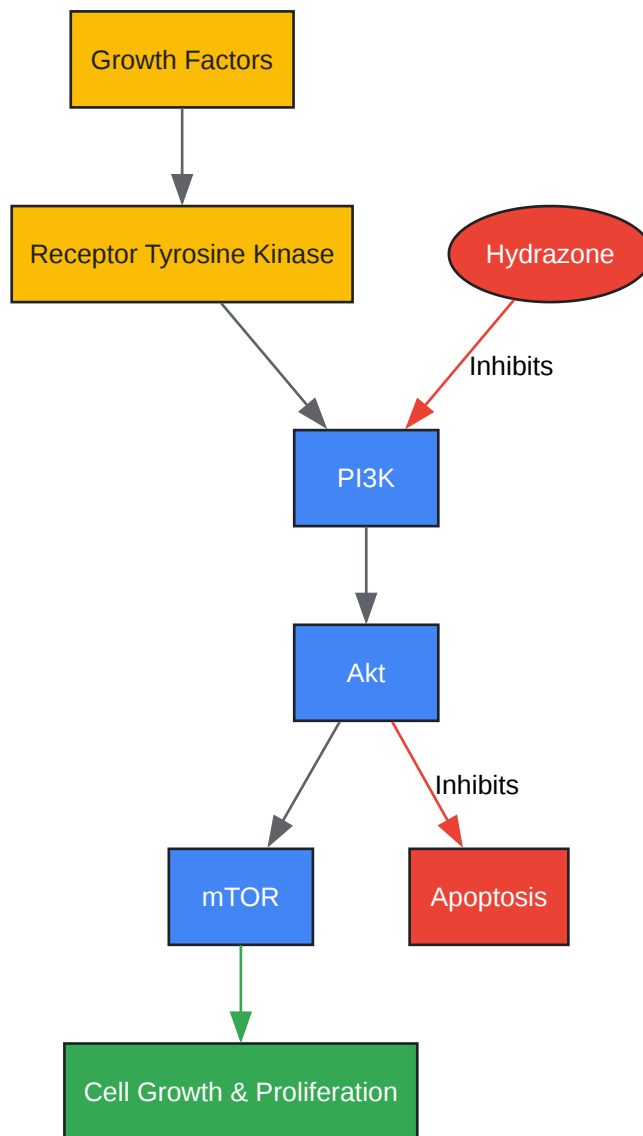 Growth Factors
Receptor Tyrosine Kinase
Hydrazone
Inhibits
PI3K
Akt
Inhibits
mTOR
Apoptosis
Cell Growth & Proliferation